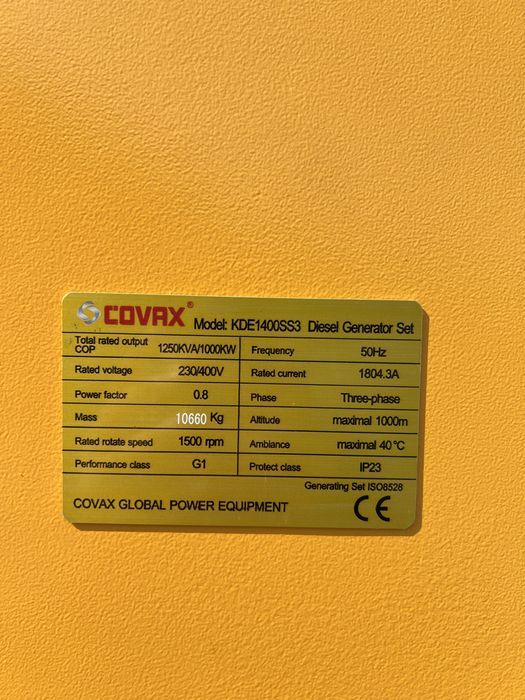 COVAX® Model: KDE1400SS3 Diesel Generator Set
Total rated output COP 1250KVA/1000KW Frequency 50Hz
Rated voltage 230/400V Rated current 1804.3A
Power factor 0.8 Phase Three-phase
Mass 10660 Kg Altitude maximal 1000m
Rated rotate speed 1500 rpm Ambiance maximal 40°C
Performance class G1 Protect class IP23
Generating Set ISO8528
COVAX GLOBAL POWER EQUIPMENT CE